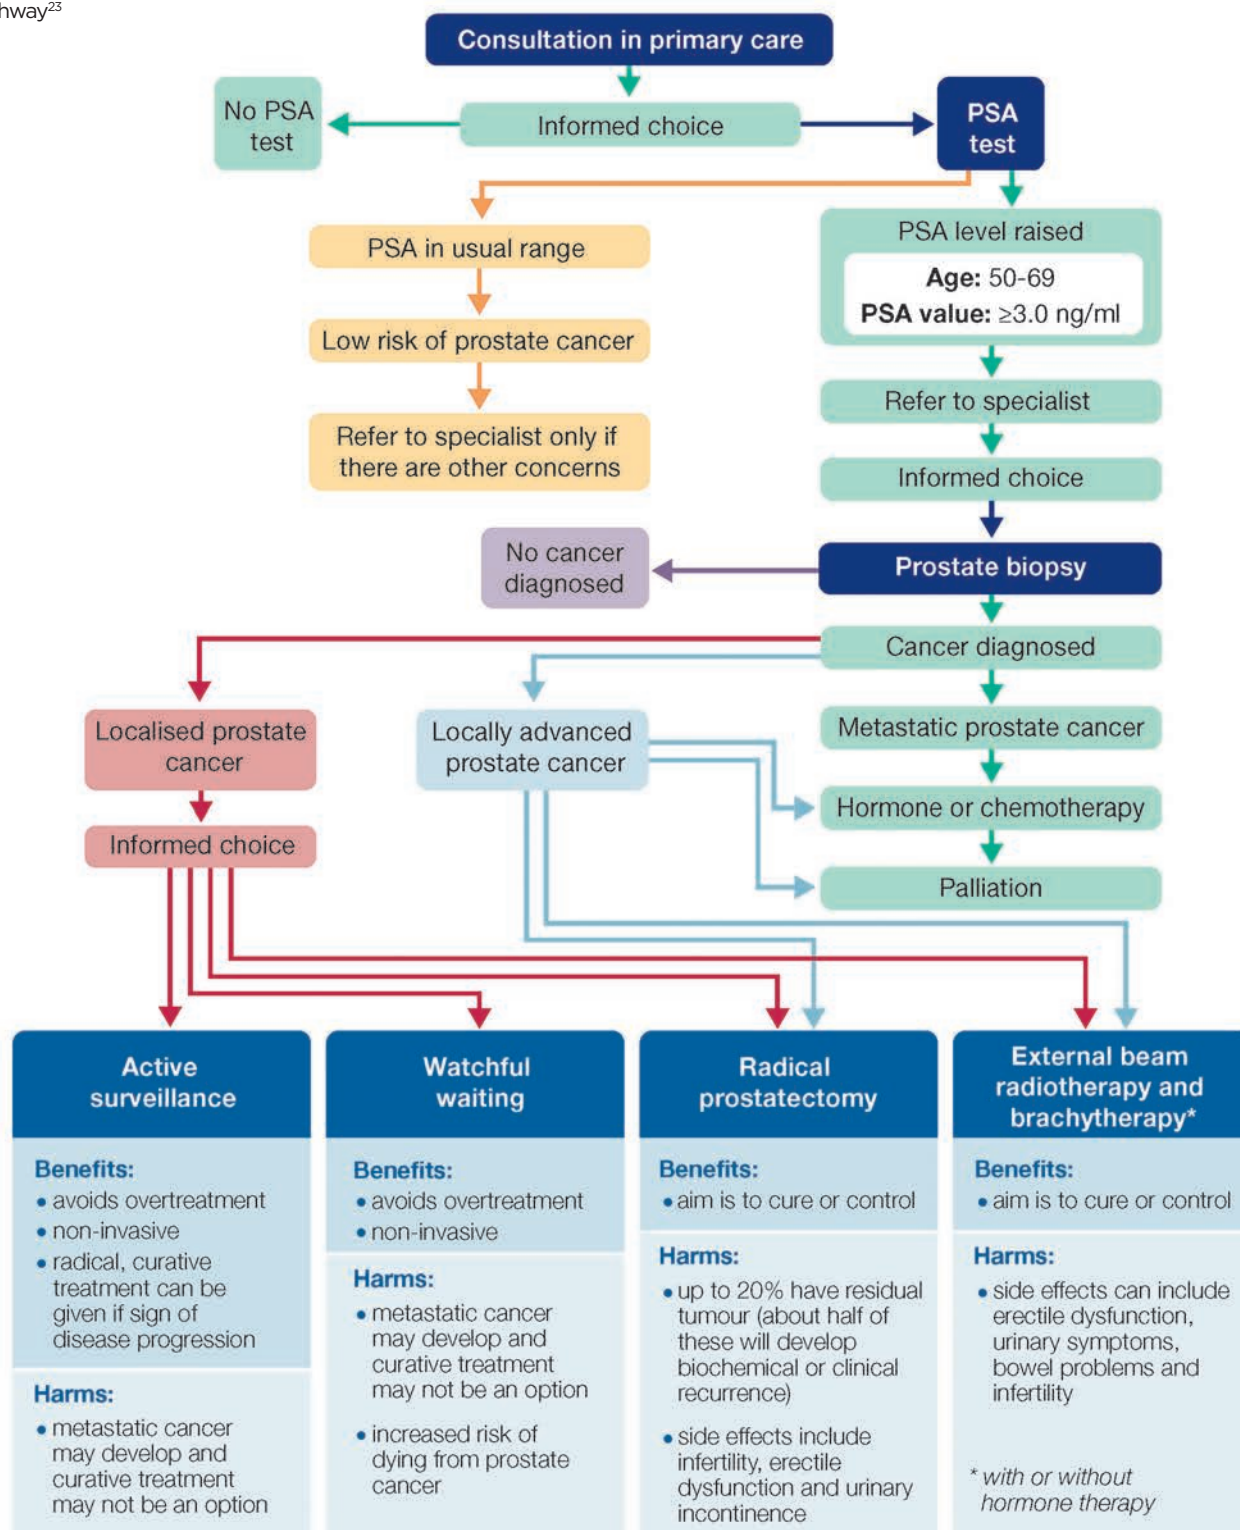 hway23
Consultation in primary care
No PSA
test
Informed choice
PSA
test
PSA in usual range
Low risk of prostate cancer
Refer to specialist only if
there are other concerns
PSA level raised
Age: 50-69
PSA value: ≥3.0 ng/ml
Refer to specialist
Informed choice
Prostate biopsy
No cancer
diagnosed
Cancer diagnosed
Localised prostate
cancer
Informed choice
Locally advanced
prostate cancer
Metastatic prostate cancer
Hormone or chemotherapy
Palliation
Active
surveillance
Benefits:
• avoids overtreatment
• non-invasive
• radical, curative
treatment can be
given if sign of
disease progression
Harms:
• metastatic cancer
may develop and
curative treatment
may not be an option
Watchful
waiting
Benefits:
• avoids overtreatment
• non-invasive
Harms:
• metastatic cancer
may develop and
curative treatment
may not be an option
• increased risk of
dying from prostate
cancer
Radical
prostatectomy
Benefits:
• aim is to cure or control
Harms:
• up to 20% have residual
tumour (about half of
these will develop
biochemical or clinical
recurrence)
• side effects include
infertility, erectile
dysfunction and urinary
incontinence
External beam
radiotherapy and
brachytherapy*
Benefits:
• aim is to cure or control
Harms:
• side effects can include
erectile dysfunction,
urinary symptoms,
bowel problems and
infertility
* with or without
hormone therapy